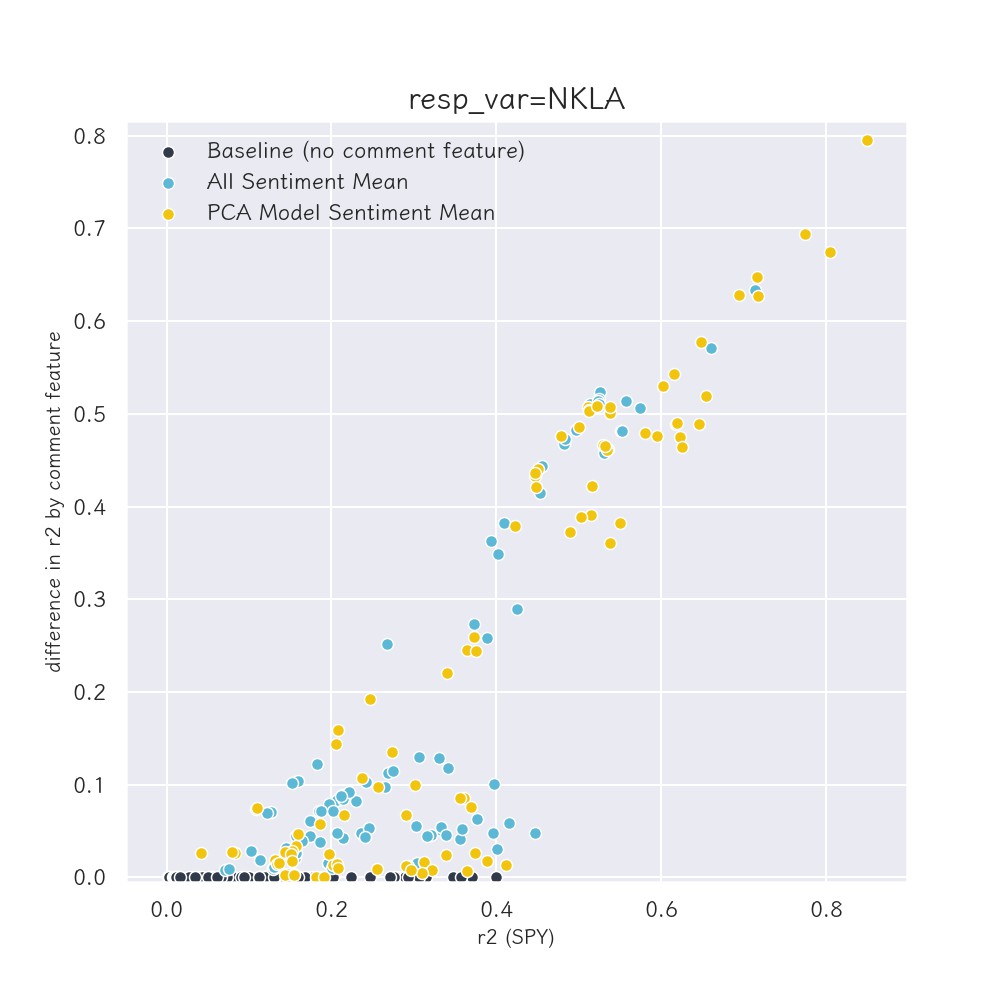 resp_var=NKLA
Baseline (no comment feature)
All Sentiment Mean
PCA Model Sentiment Mean
difference in r2 by comment feature
0.8
0.7
0.6
0.5
0.4
0.3
0.2
0.1
0.0
0.0 0.2 0.4 0.6 0.8
r2 (SPY)